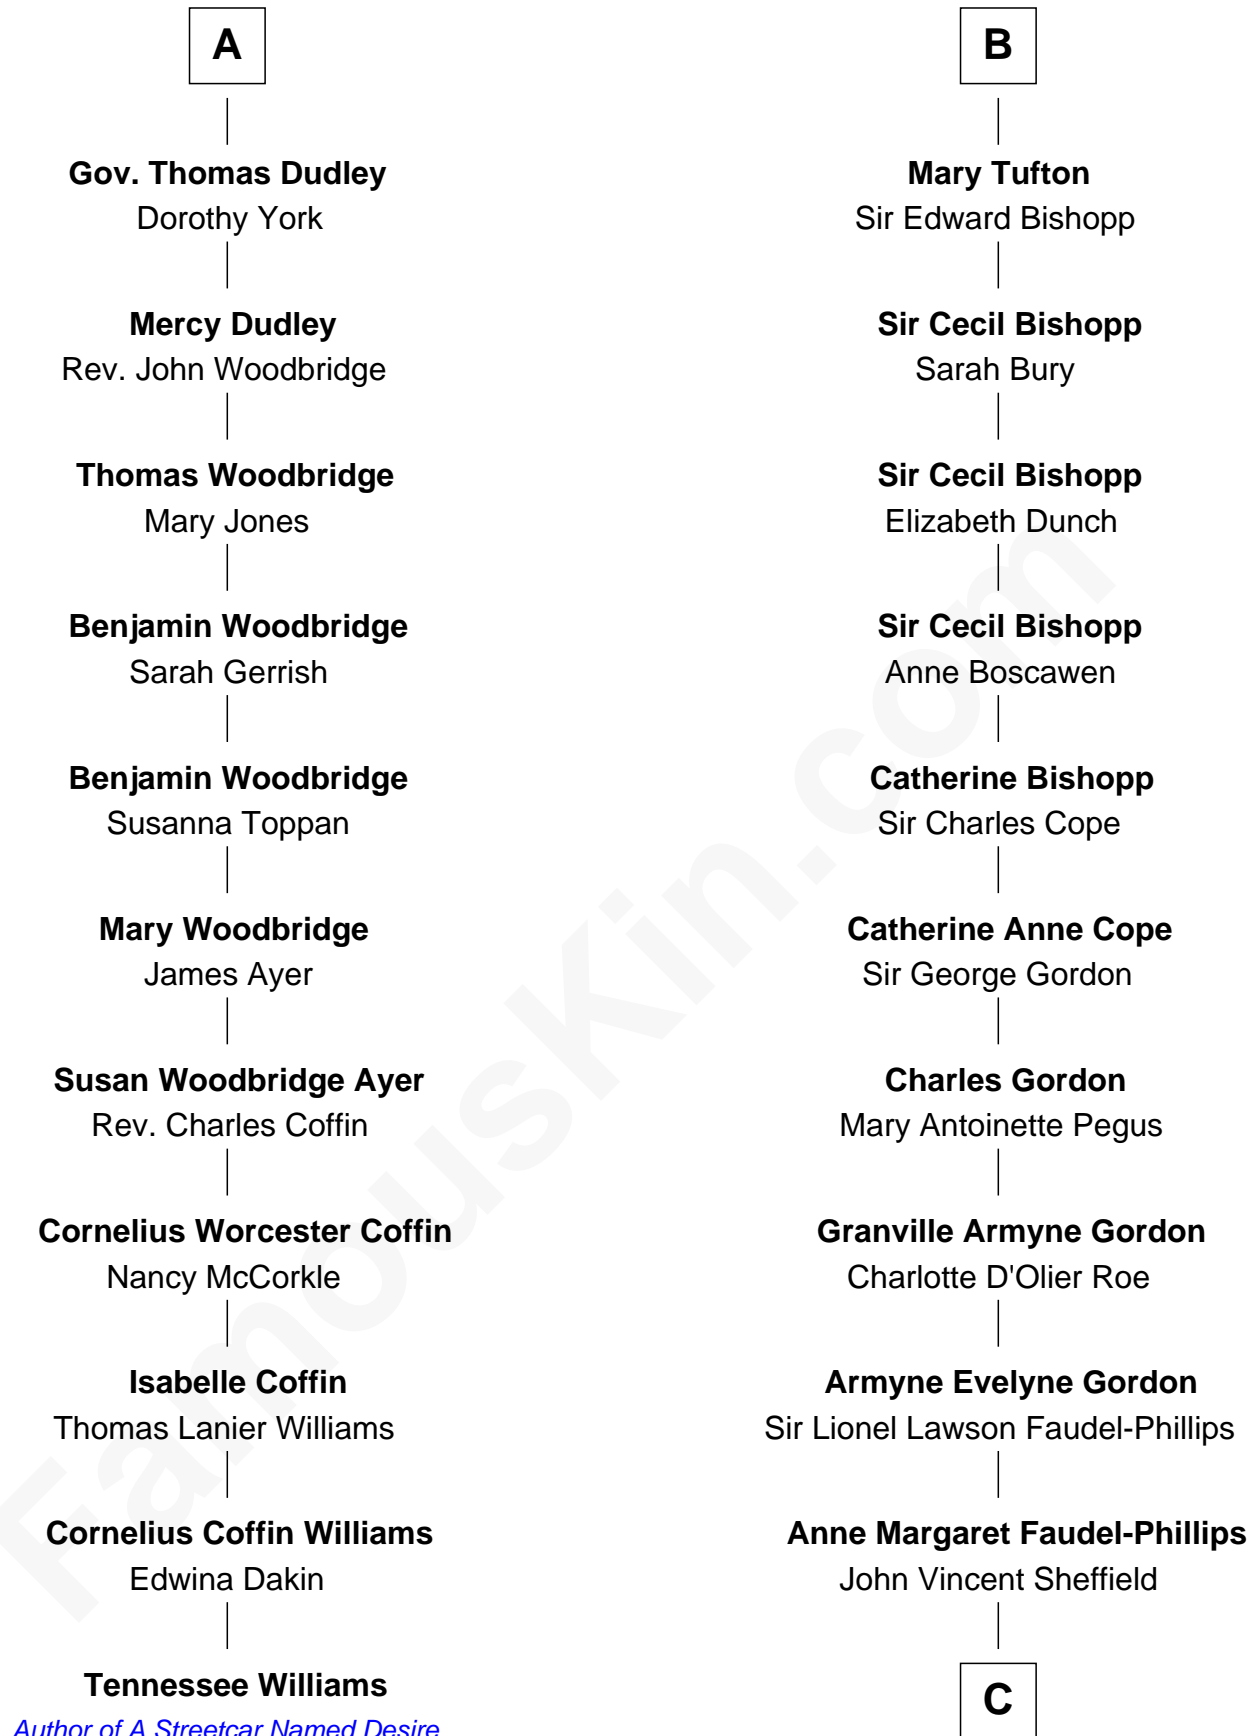 A
Gov. Thomas Dudley
Dorothy York
Mercy Dudley
Rev. John Woodbridge
Thomas Woodbridge
Mary Jones
Benjamin Woodbridge
Sarah Gerrish
Benjamin Woodbridge
Susanna Toppan
Mary Woodbridge
James Ayer
Susan Woodbridge Ayer
Rev. Charles Coffin
Cornelius Worcester Coffin
Nancy McCorkle
Isabelle Coffin
Thomas Lanier Williams
Cornelius Coffin Williams
Edwina Dakin
Tennessee Williams
Author of A Streetcar Named Desire
B
Mary Tufton
Sir Edward Bishopp
Sir Cecil Bishopp
Sarah Bury
Sir Cecil Bishopp
Elizabeth Dunch
Sir Cecil Bishopp
Anne Boscawen
Catherine Bishopp
Sir Charles Cope
Catherine Anne Cope
Sir George Gordon
Charles Gordon
Mary Antoinette Pegus
Granville Armyne Gordon
Charlotte D'Olier Roe
Armyne Evelyne Gordon
Sir Lionel Lawson Faudel-Phillips
Anne Margaret Faudel-Phillips
John Vincent Sheffield
C
FamousKin.com